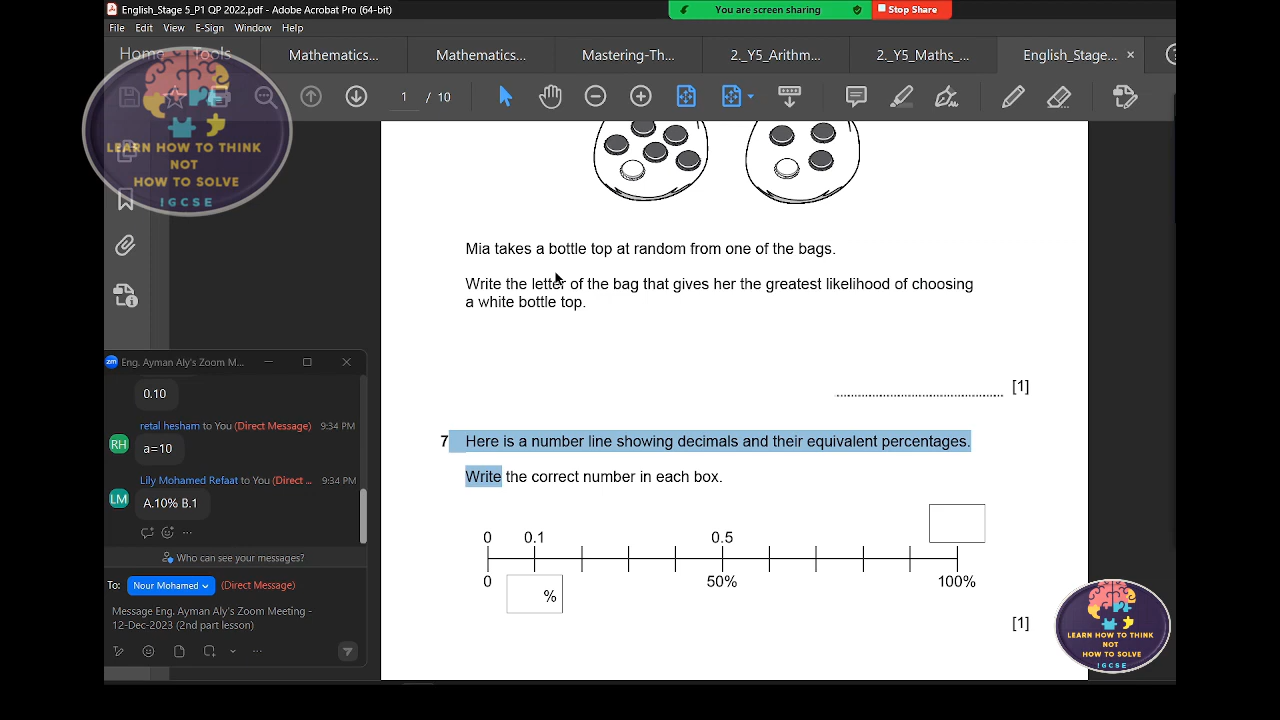 English_Stage 5_P1 QP 2022.pdf - Adobe Acrobat Pro (64-bit)
You are screen sharing
Stop Share
File Edit View E-Sign Window Help
Home Tools Mathematics... Mathematics... Mastering-Th... 2._Y5_Arithm... 2._Y5_Maths_... English_Stage...
1 / 10
LEARN HOW TO THINK
NOT
HOW TO SOLVE
IGCSE
Mia takes a bottle top at random from one of the bags.
Write the letter of the bag that gives her the greatest likelihood of choosing
a white bottle top.
[1]
zm Eng. Ayman Aly's Zoom M...
0.10
retal hesham to You (Direct Message) 9:34 PM
RH a=10
Lily Mohamed Refaat to You (Direct ... 9:34 PM
LM A.10% B.1
Who can see your messages?
To: Nour Mohamed (Direct Message)
Message Eng. Ayman Aly's Zoom Meeting -
12-Dec-2023 (2nd part lesson)
7 Here is a number line showing decimals and their equivalent percentages.
Write the correct number in each box.
0 0.1 0.5
0 % 50% 100%
[1]
LEARN HOW TO THINK
NOT
HOW TO SOLVE
IGCSE